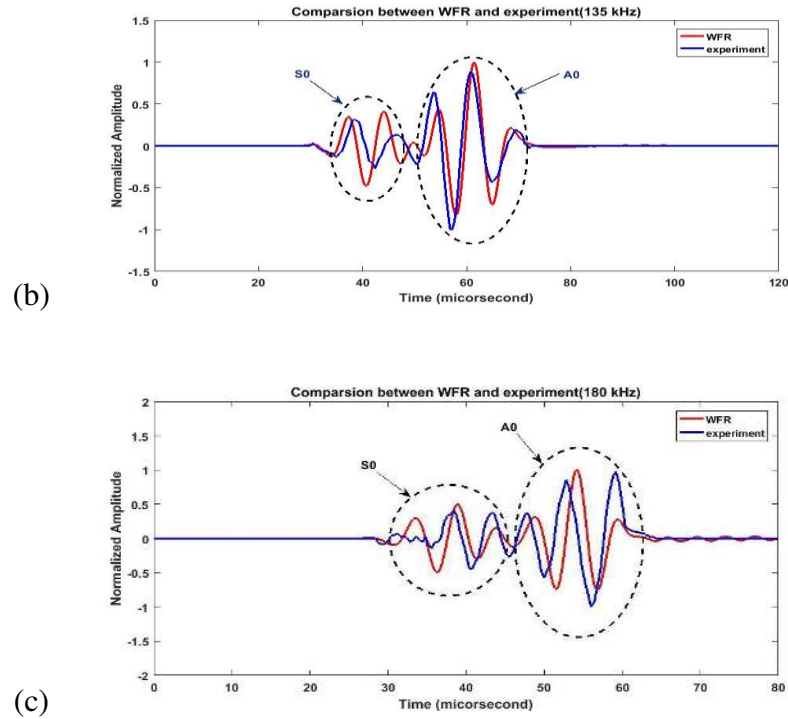 Comparsion between WFR and experiment(135 kHz)
1.5
1
0.5
0
-0.5
-1
-1.5
Normalized Amplitude
S0
A0
WFR
experiment
0 20 40 60 80 100 120
Time (micorsecond)
(b)
Comparsion between WFR and experiment(180 kHz)
2
1.5
1
0.5
0
-0.5
-1
-1.5
-2
Normalized Amplitude
S0
A0
WFR
experiment
0 10 20 30 40 50 60 70 80
Time (micorsecond)
(c)